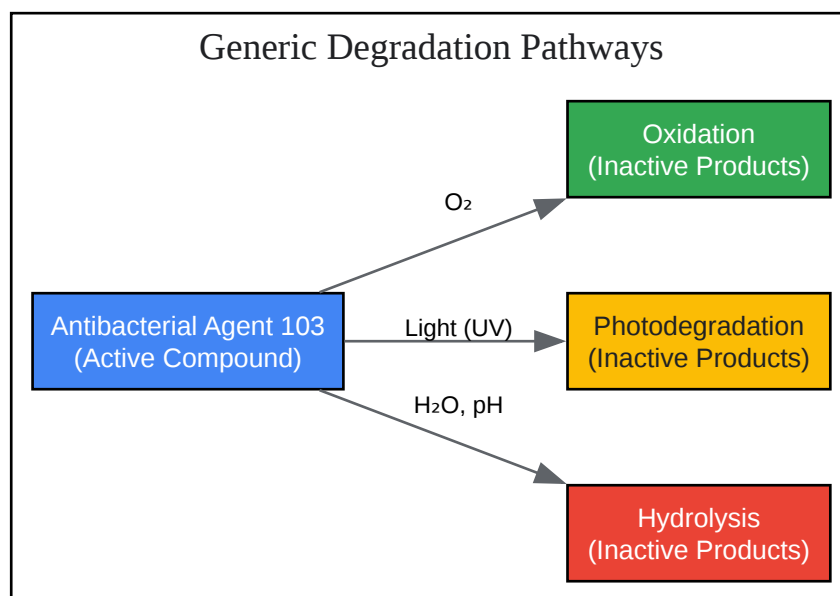 Generic Degradation Pathways
Oxidation
(Inactive Products)
O₂
Antibacterial Agent 103
(Active Compound)
Light (UV)
Photodegradation
(Inactive Products)
H₂O, pH
Hydrolysis
(Inactive Products)